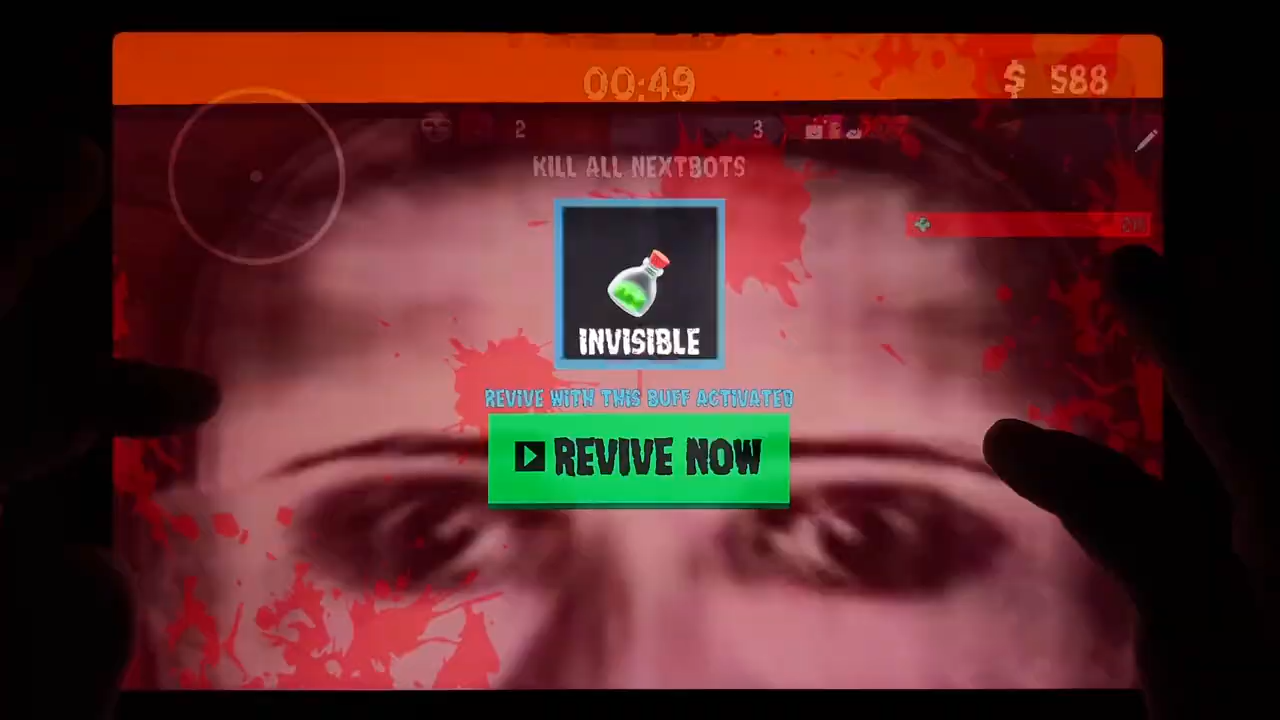 00:49
$ 588
2
3
KILL ALL NEXTBOTS
INVISIBLE
REVIVE WITH THIS BUFF ACTIVATED
REVIVE NOW